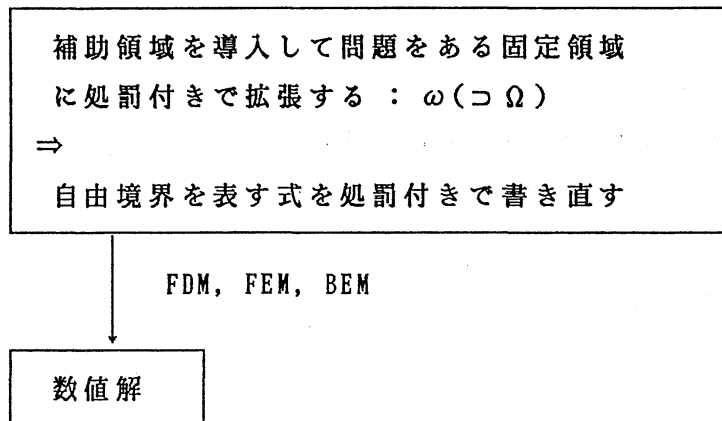 補助領域を導入して問題をある固定領域
に処罰付きで拡張する : ω(⊃ Ω)
⇒
自由境界を表す式を処罰付きで書き直す
FDM, FEM, BEM
数値解